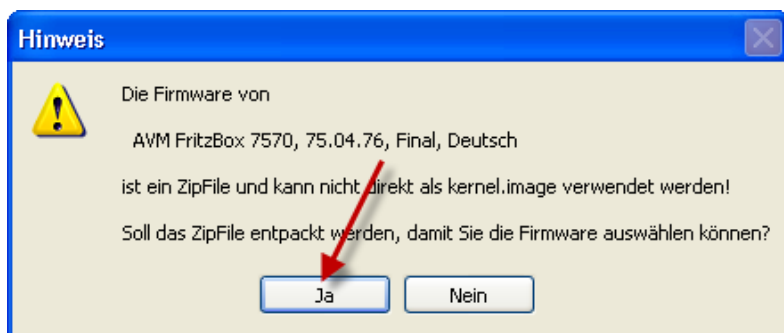 Hinweis
Die Firmware von
AVM FritzBox 7570, 75.04.76, Final, Deutsch
ist ein ZipFile und kann nicht direkt als kernel.image verwendet werden!
Soll das ZipFile entpackt werden, damit Sie die Firmware auswählen können?
Ja
Nein